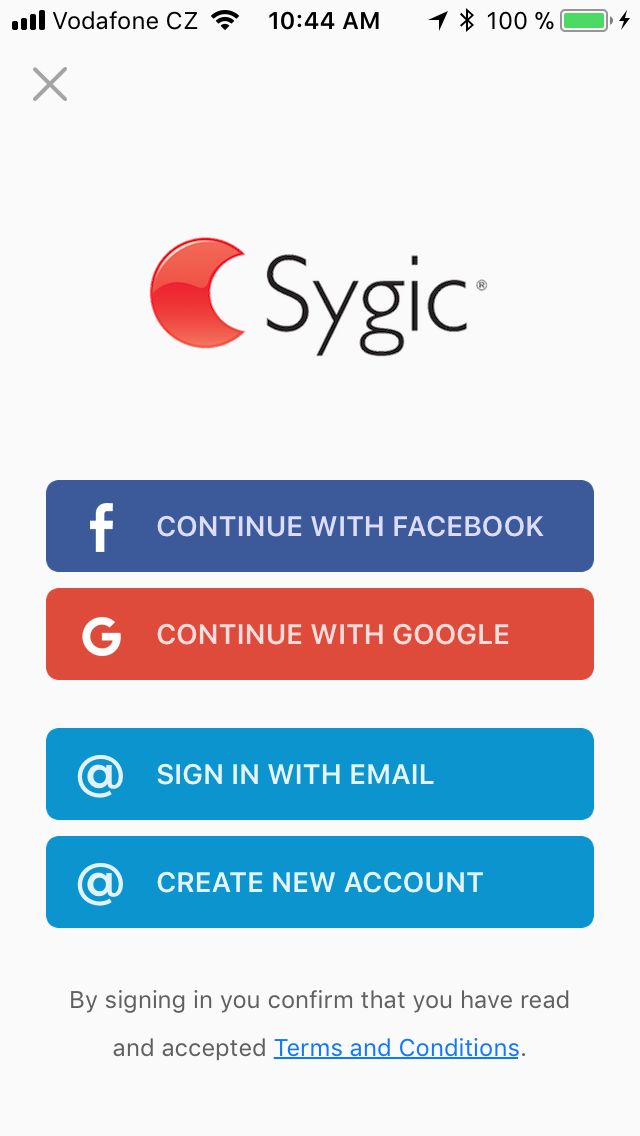 Vodafone CZ 10:44 AM 100 %
Sygic®
f CONTINUE WITH FACEBOOK
G CONTINUE WITH GOOGLE
@ SIGN IN WITH EMAIL
@ CREATE NEW ACCOUNT
By signing in you confirm that you have read
and accepted Terms and Conditions.